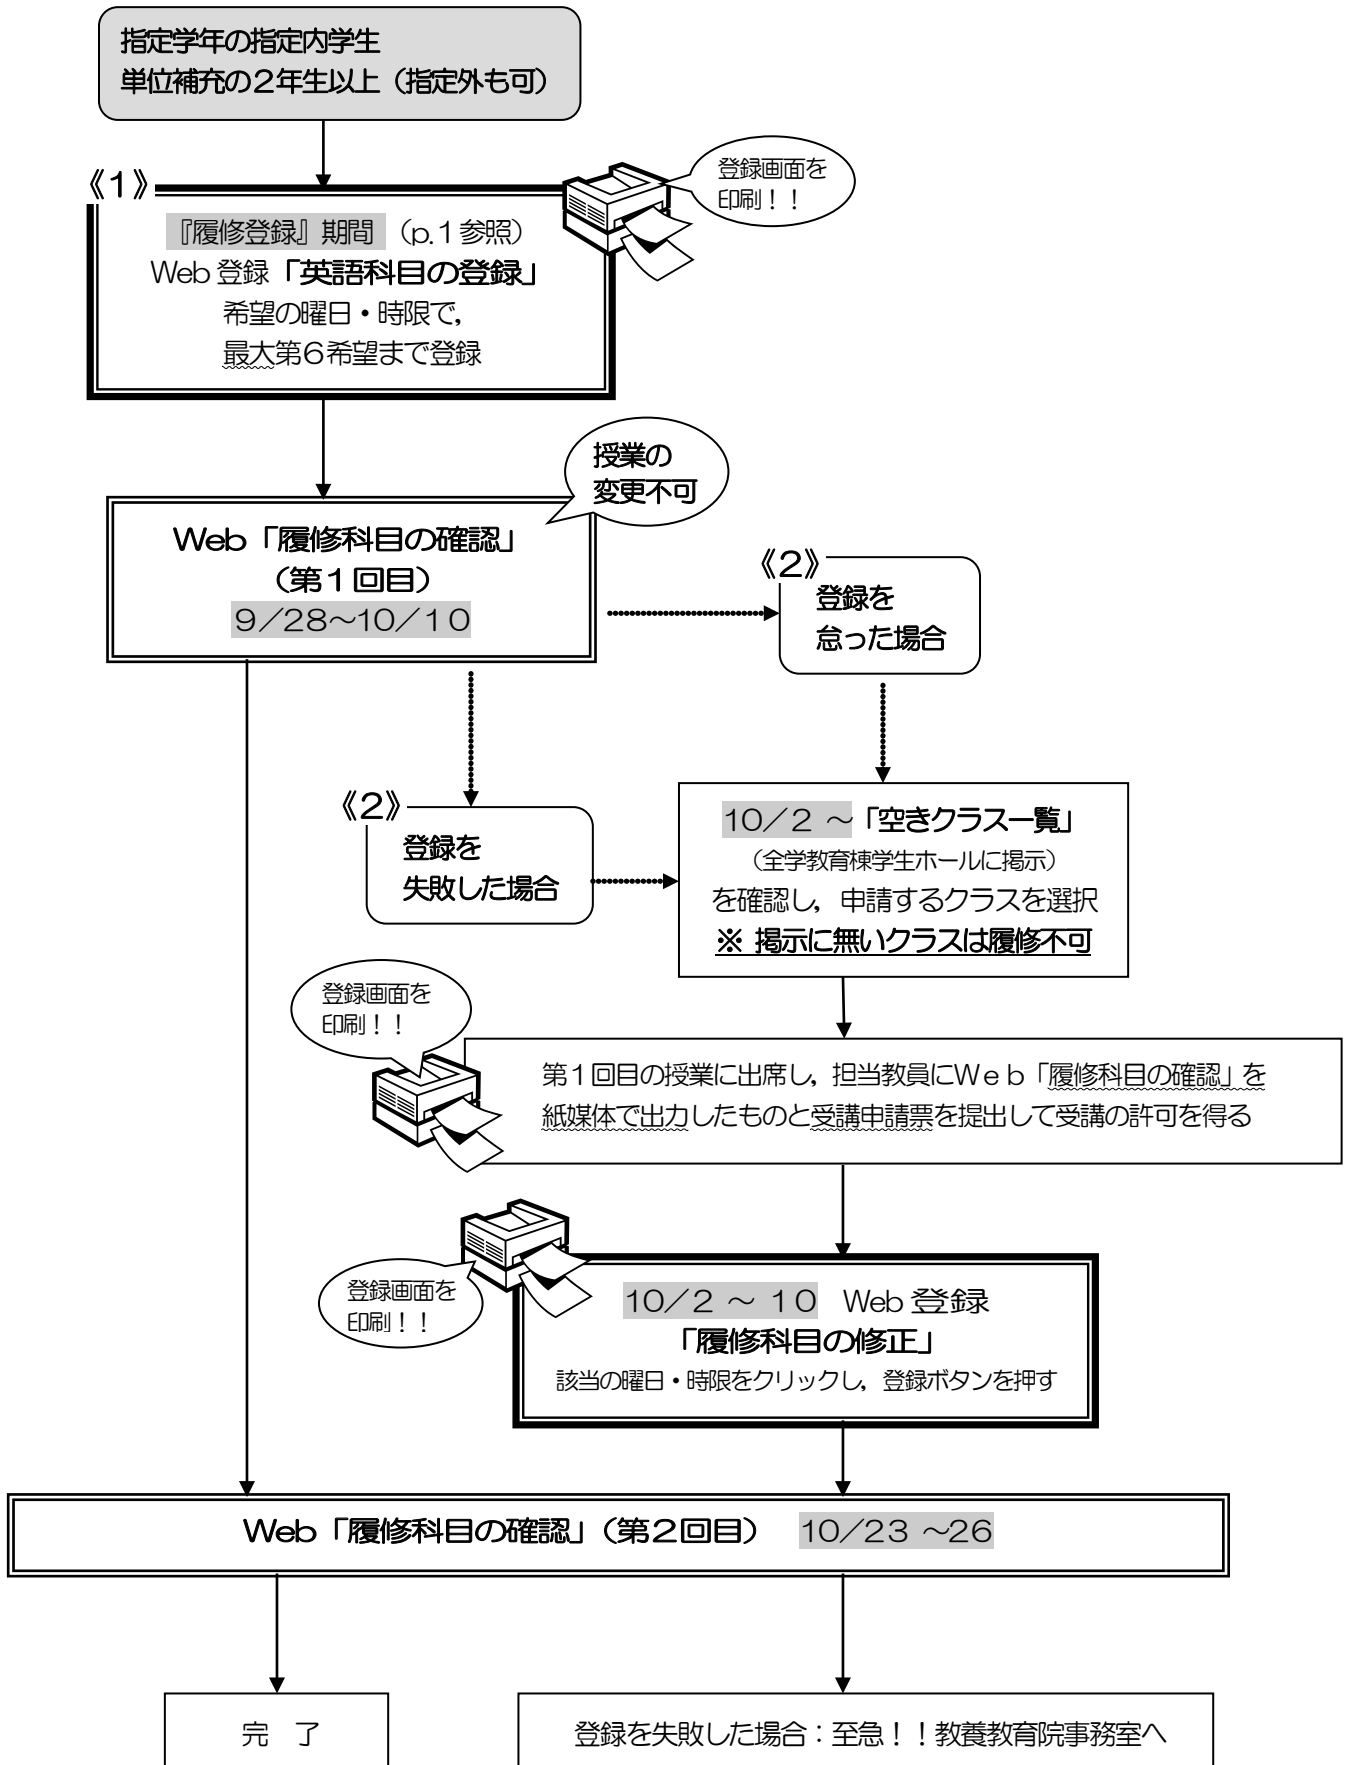 指定学年の指定内学生
単位補充の2年生以上（指定外も可）
《1》
登録画面を
印刷！！
『履修登録』期間 （p.1参照）
Web登録「英語科目の登録」
希望の曜日・時限で，
最大第6希望まで登録
授業の
変更不可
Web「履修科目の確認」
（第1回目）
9／28～10／10
《2》
登録を
怠った場合
《2》
登録を
失敗した場合
10／2 ～「空きクラス一覧」
（全学教育棟学生ホールに掲示）
を確認し，申請するクラスを選択
※ 掲示に無いクラスは履修不可
登録画面を
印刷！！
第1回目の授業に出席し，担当教員にWeb「履修科目の確認」を
紙媒体で出力したものと受講申請票を提出して受講の許可を得る
登録画面を
印刷！！
10／2 ～ 10 Web登録
「履修科目の修正」
該当の曜日・時限をクリックし，登録ボタンを押す
Web「履修科目の確認」（第2回目） 10／23 ～26
完 了
登録を失敗した場合：至急！！教養教育院事務室へ